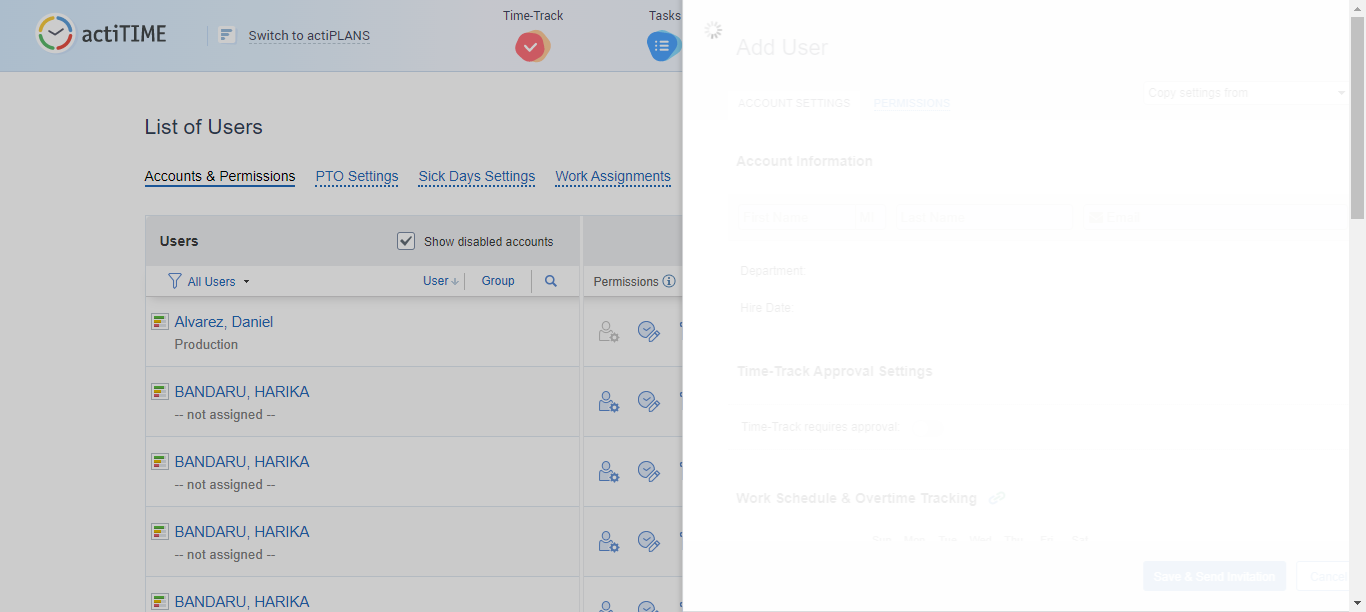 actiTIME
Switch to actiPLANS
Time-Track
Tasks
List of Users
Accounts & Permissions
PTO Settings
Sick Days Settings
Work Assignments
Users
Show disabled accounts
All Users
User
Group
Permissions
Alvarez, Daniel
Production
BANDARU, HARIKA
-- not assigned --
BANDARU, HARIKA
-- not assigned --
BANDARU, HARIKA
-- not assigned --
BANDARU, HARIKA
Add User
ACCOUNT SETTINGS
PERMISSIONS
Copy settings from
Account Information
First Name
MI
Last Name
Email
Department:
Hire Date:
Time-Track Approval Settings
Time-Track requires approval:
Work Schedule & Overtime Tracking
Sun Mon Tue Wed Thu Fri Sat
Save & Send Invitation
Cancel